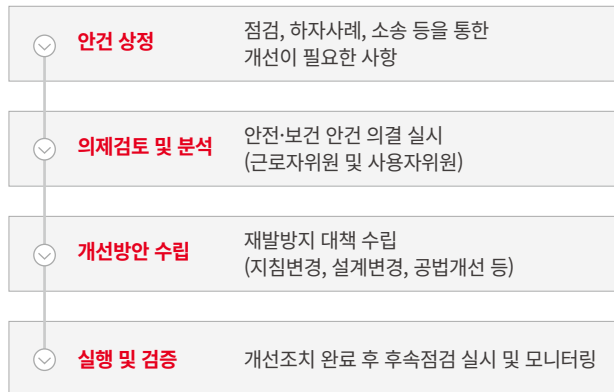 안건 상정
점검, 하자사례, 소송 등을 통한
개선이 필요한 사항
의제검토 및 분석
안전·보건 안건 의결 실시
(근로자위원 및 사용자위원)
개선방안 수립
재발방지 대책 수립
(지침변경, 설계변경, 공법개선 등)
실행 및 검증
개선조치 완료 후 후속점검 실시 및 모니터링